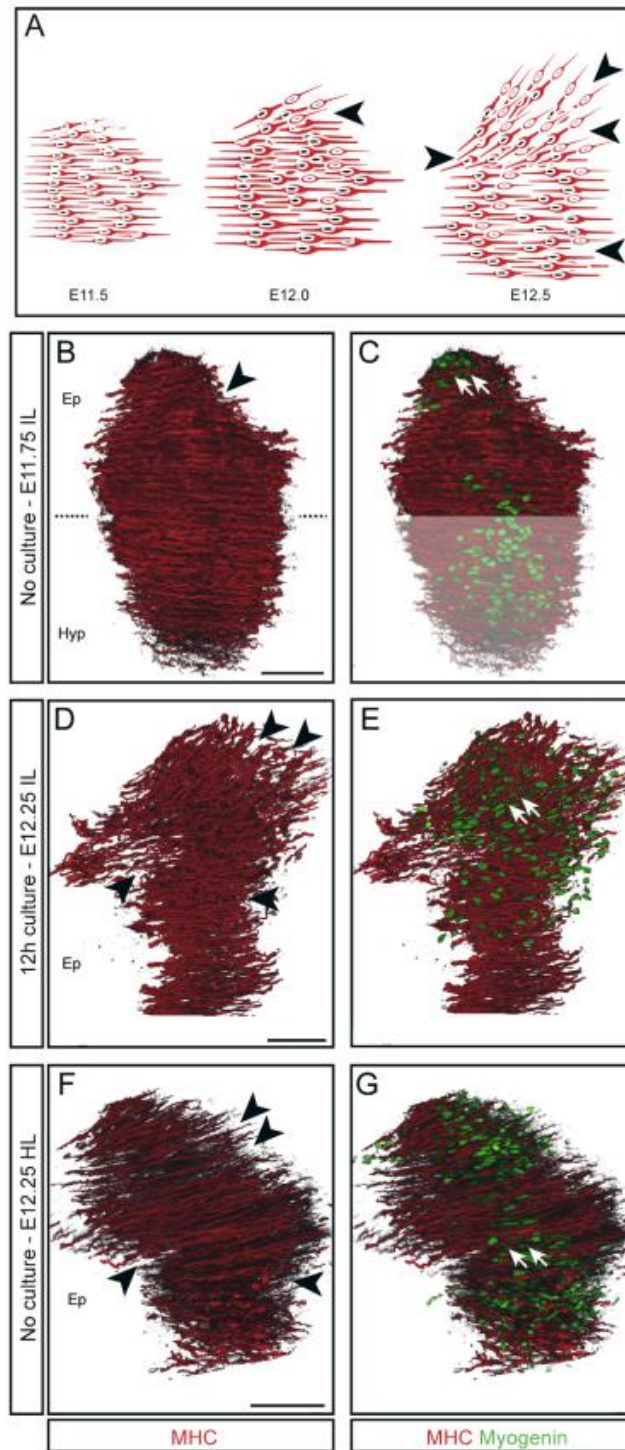 A
E11.5
E12.0
E12.5
No culture - E11.75 IL
B
Ep
Hyp
C
12h culture - E12.25 IL
D
Ep
E
No culture - E12.25 HL
F
Ep
G
MHC
MHC Myogenin